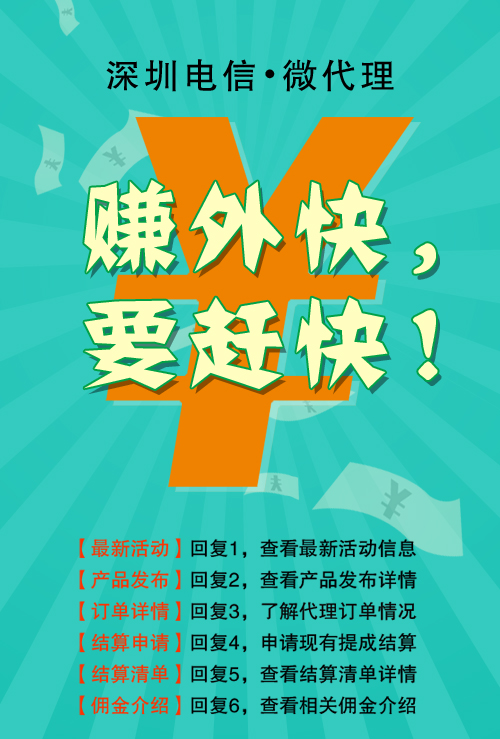 深圳电信•微代理
¥
赚外快，
要赶快！
【最新活动】回复1，查看最新活动信息
【产品发布】回复2，查看产品发布详情
【订单详情】回复3，了解代理订单情况
【结算申请】回复4，申请现有提成结算
【结算清单】回复5，查看结算清单详情
【佣金介绍】回复6，查看相关佣金介绍